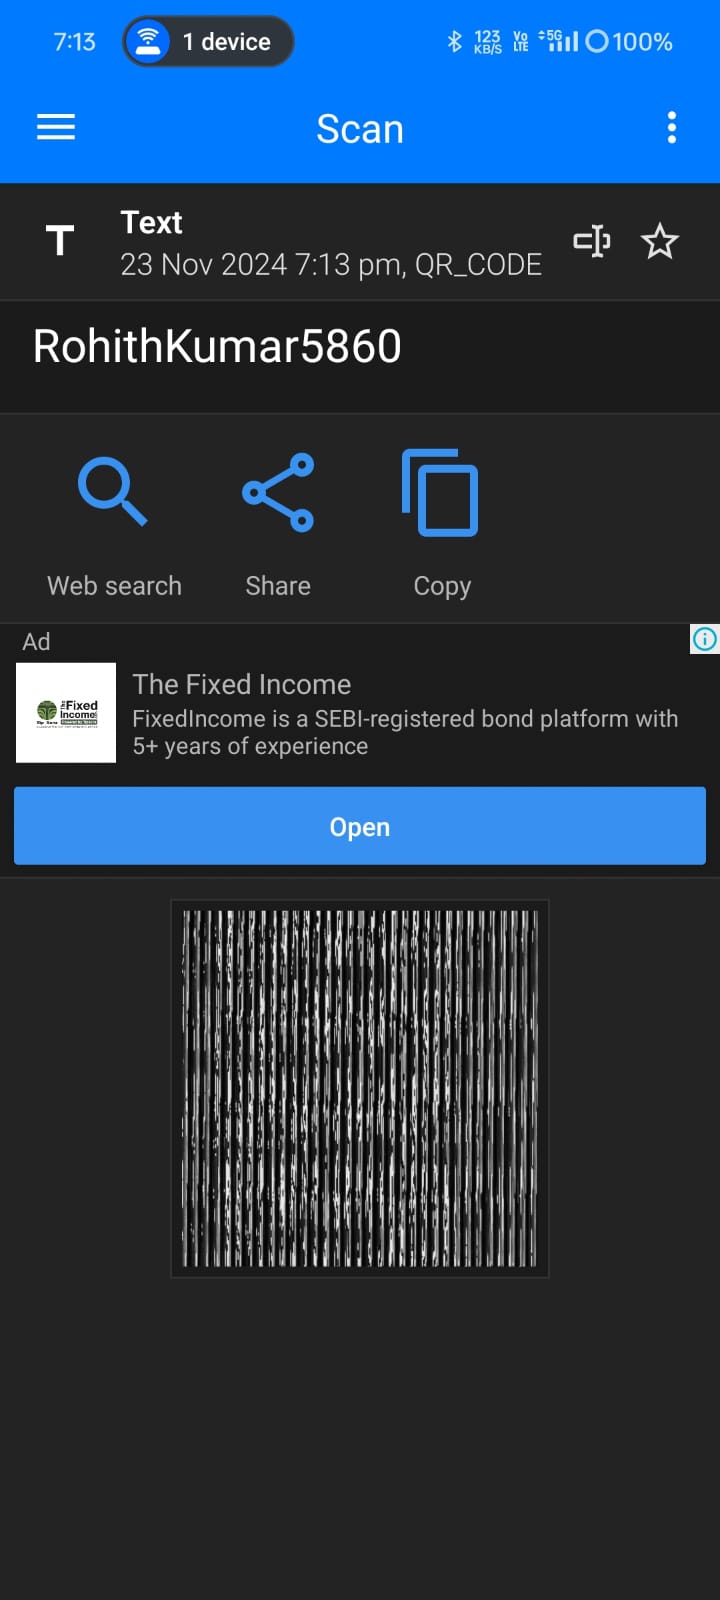 7:13
1 device
123
KB/S
Vo
LTE
5G
100%
Scan
T
Text
23 Nov 2024 7:13 pm, QR_CODE
RohithKumar5860
Web search
Share
Copy
Ad
The Fixed
Income
The Fixed Income
FixedIncome is a SEBI-registered bond platform with
5+ years of experience
Open